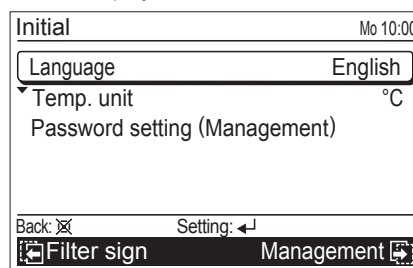 Initial Mo 10:00
Language English
Temp. unit °C
Password setting (Management)
Back: Setting:
Filter sign Management